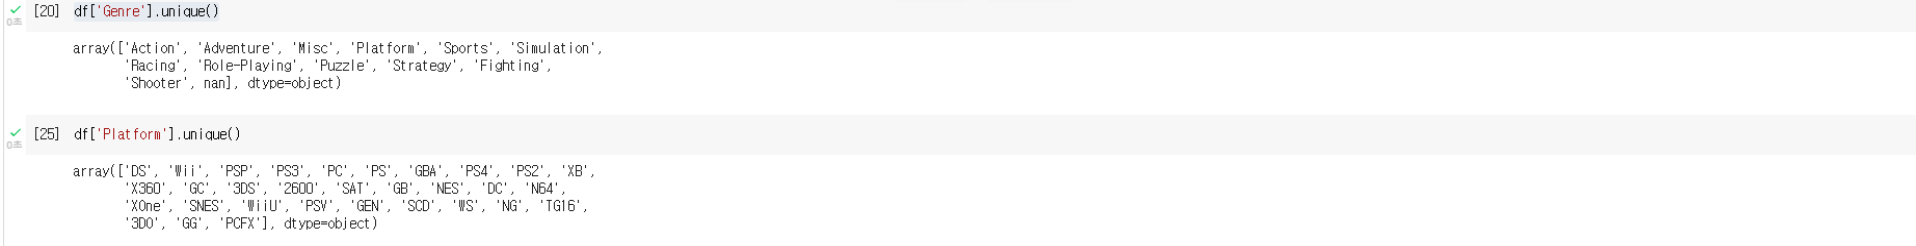 [20] df['Genre'].unique()
0초
array(['Action', 'Adventure', 'Misc', 'Platform', 'Sports', 'Simulation',
'Racing', 'Role-Playing', 'Puzzle', 'Strategy', 'Fighting',
'Shooter', nan], dtype=object)
[25] df['Platform'].unique()
0초
array(['DS', 'Wii', 'PSP', 'PS3', 'PC', 'PS', 'GBA', 'PS4', 'PS2', 'XB',
'X360', 'GC', '3DS', '2600', 'SAT', 'GB', 'NES', 'DC', 'N64',
'XOne', 'SNES', 'WiiU', 'PSV', 'GEN', 'SCD', 'WS', 'NG', 'TG16',
'3DO', 'GG', 'PCFX'], dtype=object)